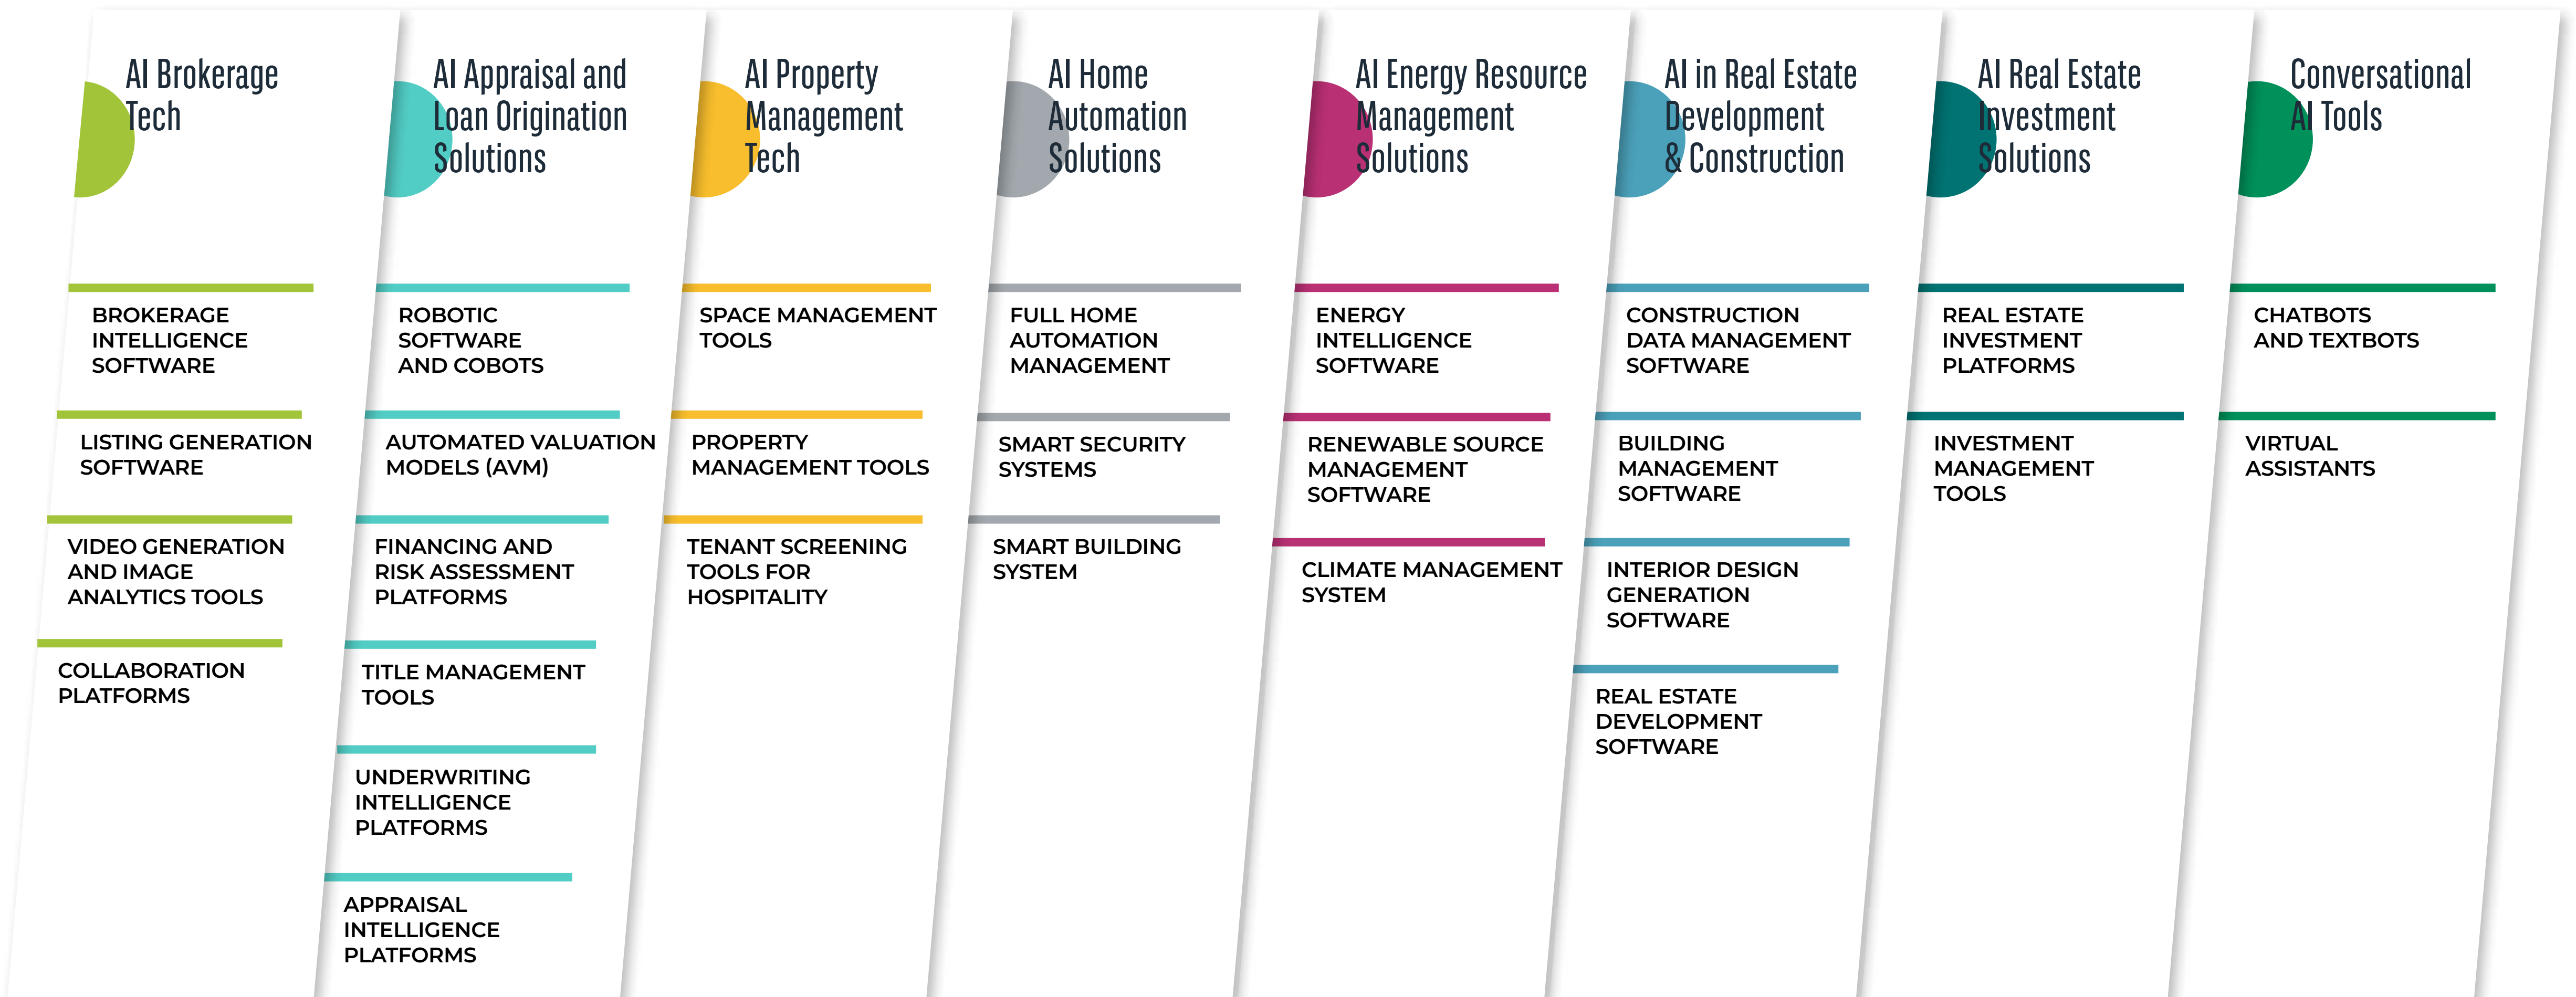 AI Brokerage
Tech
BROKERAGE
INTELLIGENCE
SOFTWARE
LISTING GENERATION
SOFTWARE
VIDEO GENERATION
AND IMAGE
ANALYTICS TOOLS
COLLABORATION
PLATFORMS
AI Appraisal and
Loan Origination
Solutions
ROBOTIC
SOFTWARE
AND COBOTS
AUTOMATED VALUATION
MODELS (AVM)
FINANCING AND
RISK ASSESSMENT
PLATFORMS
TITLE MANAGEMENT
TOOLS
UNDERWRITING
INTELLIGENCE
PLATFORMS
APPRAISAL
INTELLIGENCE
PLATFORMS
AI Property
Management
Tech
SPACE MANAGEMENT
TOOLS
PROPERTY
MANAGEMENT TOOLS
TENANT SCREENING
TOOLS FOR
HOSPITALITY
AI Home
Automation
Solutions
FULL HOME
AUTOMATION
MANAGEMENT
SMART SECURITY
SYSTEMS
SMART BUILDING
SYSTEM
AI Energy Resource
Management
Solutions
ENERGY
INTELLIGENCE
SOFTWARE
RENEWABLE SOURCE
MANAGEMENT
SOFTWARE
CLIMATE MANAGEMENT
SYSTEM
AI in Real Estate
Development
& Construction
CONSTRUCTION
DATA MANAGEMENT
SOFTWARE
BUILDING
MANAGEMENT
SOFTWARE
INTERIOR DESIGN
GENERATION
SOFTWARE
REAL ESTATE
DEVELOPMENT
SOFTWARE
AI Real Estate
Investment
Solutions
REAL ESTATE
INVESTMENT
PLATFORMS
INVESTMENT
MANAGEMENT
TOOLS
Conversational
AI Tools
CHATBOTS
AND TEXTBOTS
VIRTUAL
ASSISTANTS